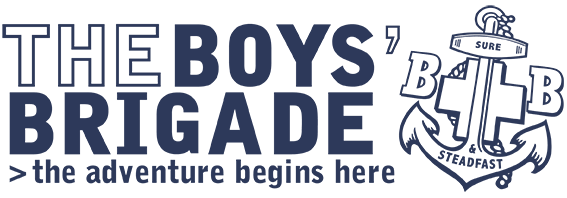 THE BOYS'
BRIGADE
>the adventure begins here
SURE
B B
&
STEADFAST